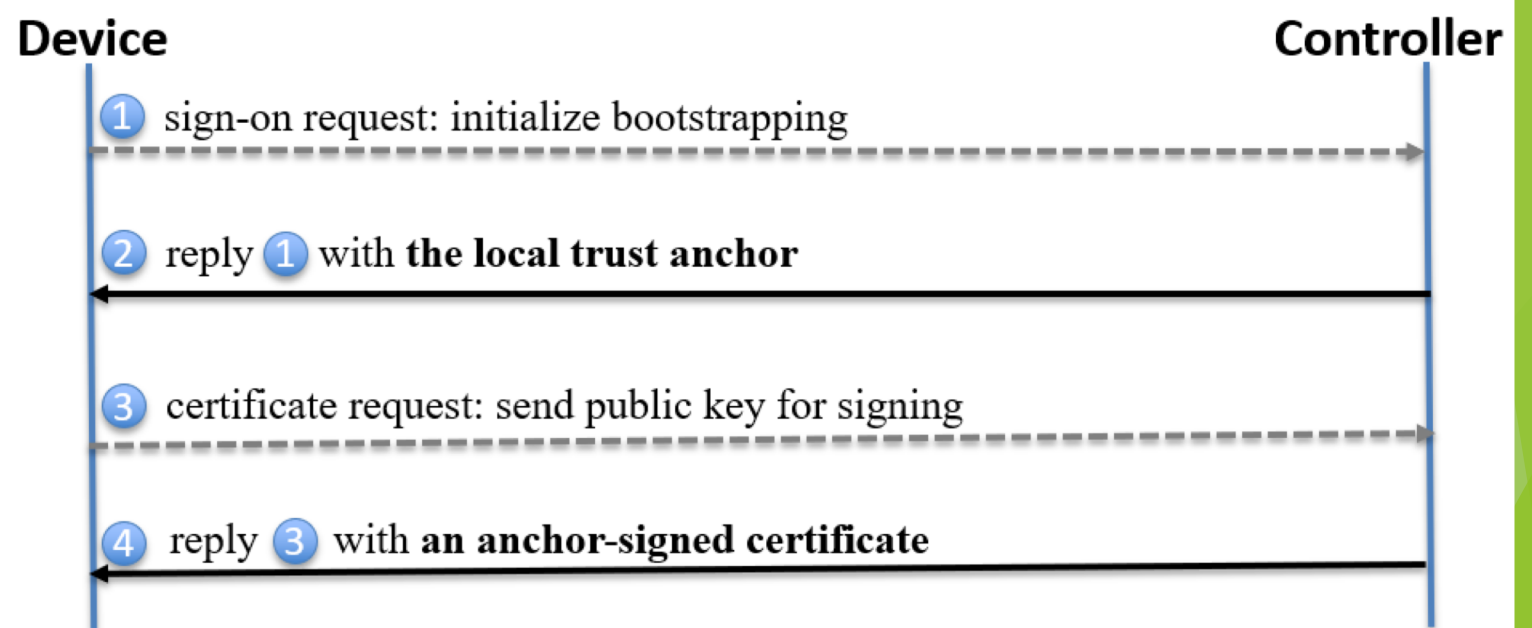 Device
Controller
1 sign-on request: initialize bootstrapping
2 reply 1 with the local trust anchor
3 certificate request: send public key for signing
4 reply 3 with an anchor-signed certificate